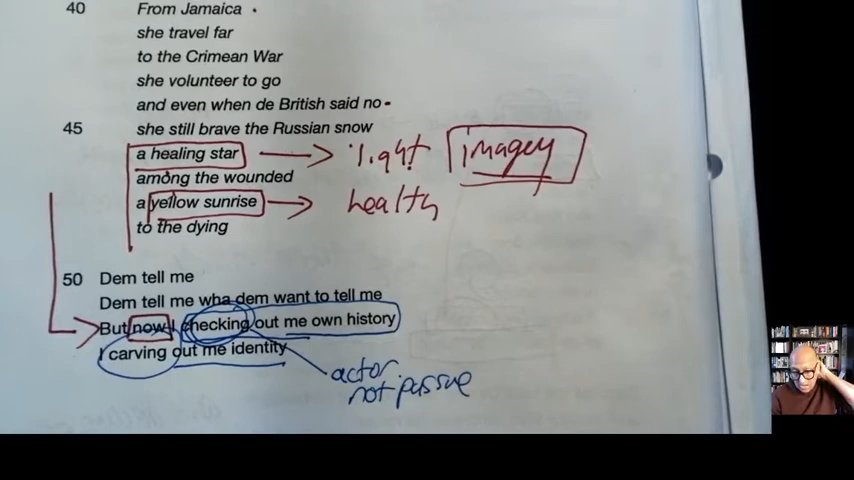 40 From Jamaica
she travel far
to the Crimean War
she volunteer to go
and even when de British said no
45 she still brave the Russian snow
a healing star light imagey
among the wounded
a yellow sunrise health
to the dying
50 Dem tell me
Dem tell me wha dem want to tell me
But now I checking out me own history
I carving out me identity
actor
not passive